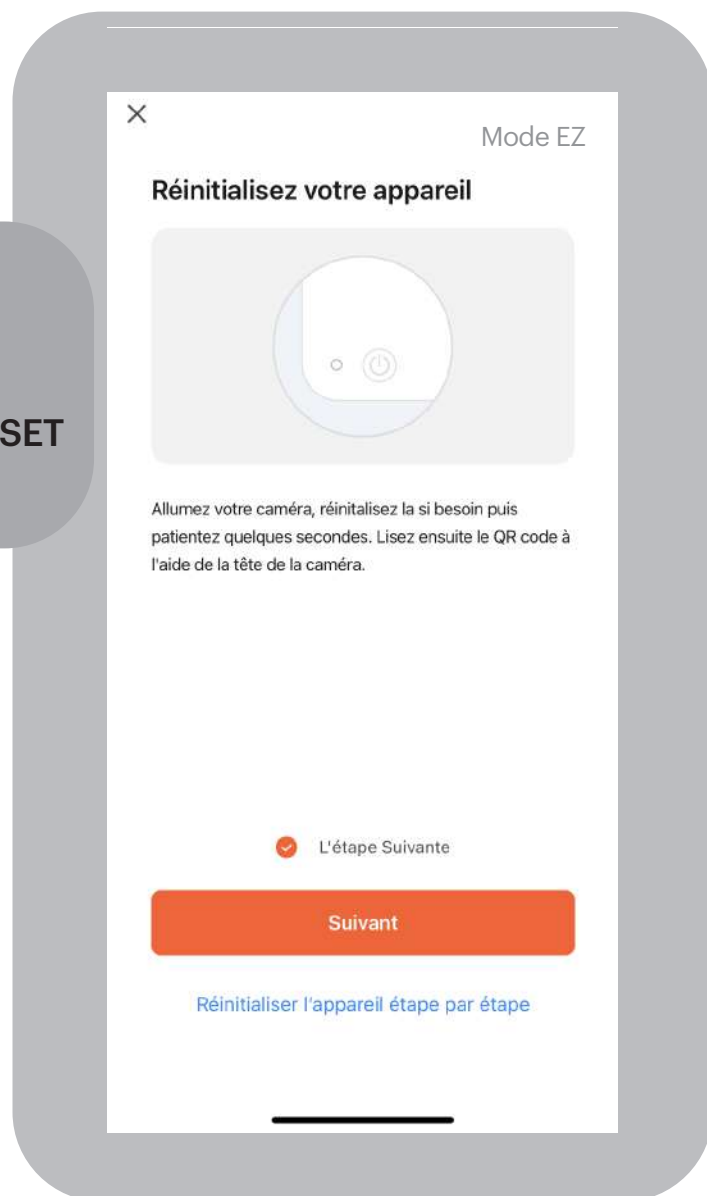 Mode EZ
Réinitialisez votre appareil
SET
Allumez votre caméra, réinitalisez la si besoin puis
patientez quelques secondes. Lisez ensuite le QR code à
l'aide de la tête de la caméra.
L'étape Suivante
Suivant
Réinitialiser l'appareil étape par étape